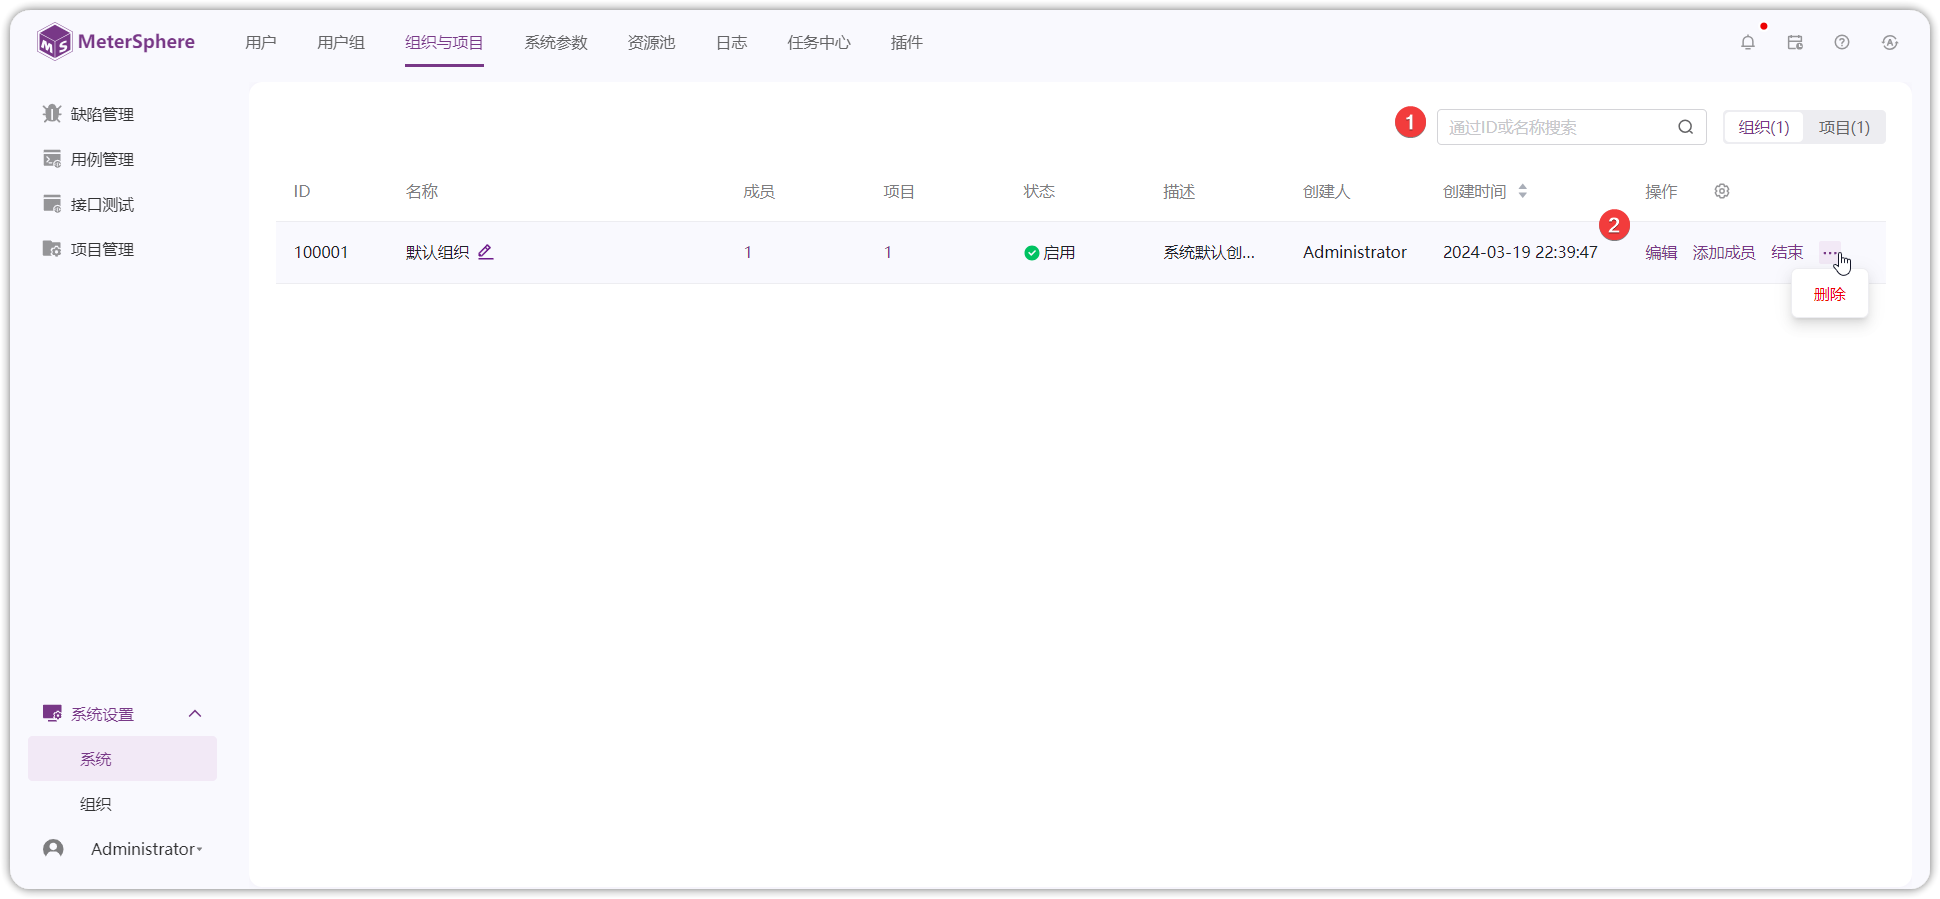 MS MeterSphere
用户 用户组 组织与项目 系统参数 资源池 日志 任务中心 插件
缺陷管理
用例管理
接口测试
项目管理
1 通过ID或名称搜索 组织(1) 项目(1)
ID 名称 成员 项目 状态 描述 创建人 创建时间 操作
2
100001 默认组织 1 1 启用 系统默认创... Administrator 2024-03-19 22:39:47 编辑 添加成员 结束 ...
删除
系统设置
系统
组织
Administrator